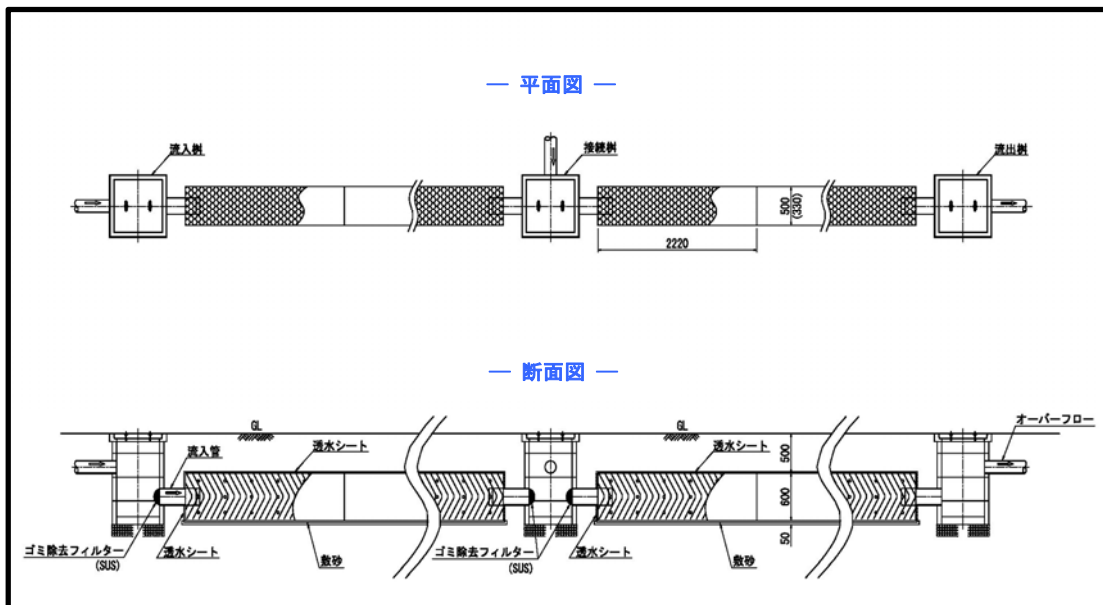 — 平面図 —
流入桝
接続桝
流出桝
500
(330)
2220
— 断面図 —
GL
GL
オーバーフロー
流入管
透水シート
透水シート
500
600
50
ゴミ除去フィルター
(SUS)
透水シート
敷砂
ゴミ除去フィルター
(SUS)
透水シート
敷砂